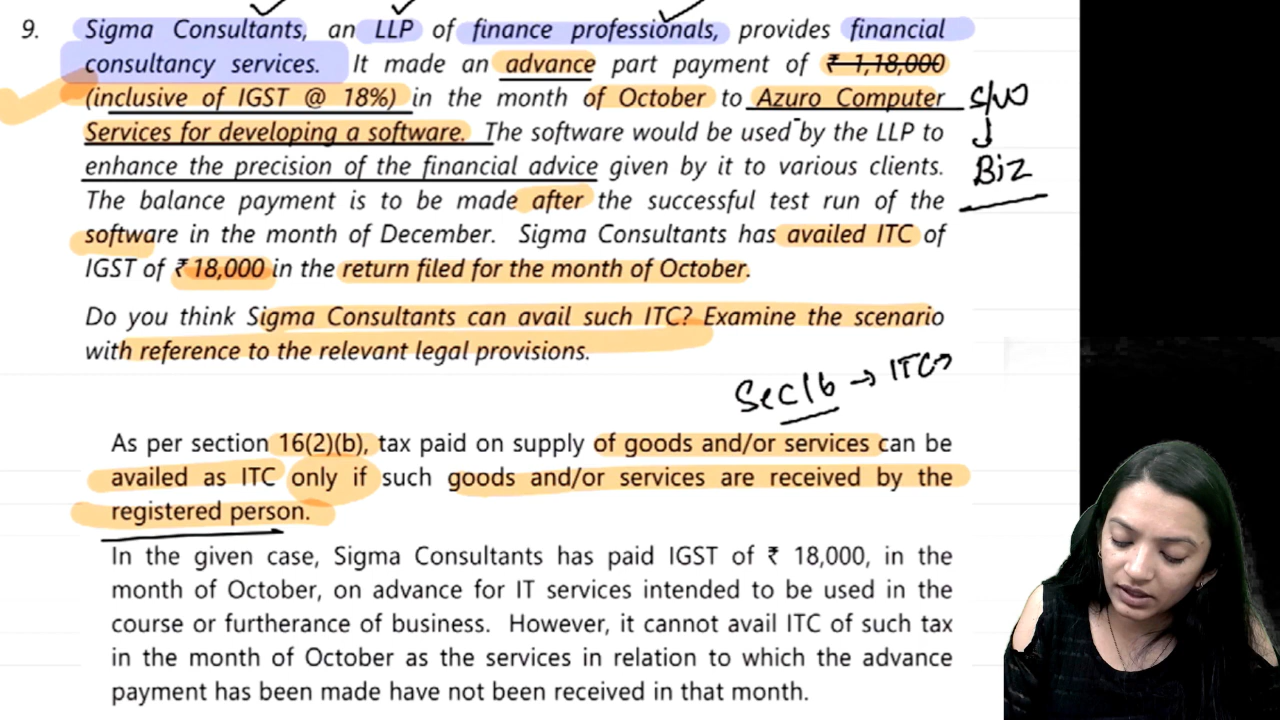 9. Sigma Consultants, an LLP of finance professionals, provides financial
consultancy services. It made an advance part payment of ₹ 1,18,000
(inclusive of IGST @ 18%) in the month of October to Azuro Computer S/W
Services for developing a software. The software would be used by the LLP to
enhance the precision of the financial advice given by it to various clients. Biz
The balance payment is to be made after the successful test run of the
software in the month of December. Sigma Consultants has availed ITC of
IGST of ₹ 18,000 in the return filed for the month of October.
Do you think Sigma Consultants can avail such ITC? Examine the scenario
with reference to the relevant legal provisions.
Sec 16 → ITC →
As per section 16(2)(b), tax paid on supply of goods and/or services can be
availed as ITC only if such goods and/or services are received by the
registered person.
In the given case, Sigma Consultants has paid IGST of ₹ 18,000, in the
month of October, on advance for IT services intended to be used in the
course or furtherance of business. However, it cannot avail ITC of such tax
in the month of October as the services in relation to which the advance
payment has been made have not been received in that month.